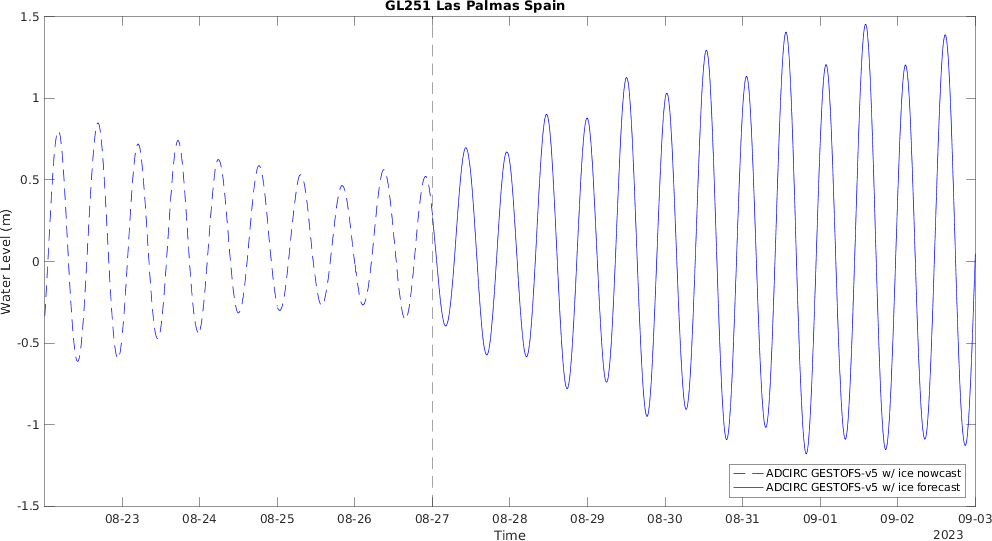 GL251 Las Palmas Spain
1.5
1
0.5
0
-0.5
-1
-1.5
Water Level (m)
ADCIRC GESTOFS-v5 w/ ice nowcast
ADCIRC GESTOFS-v5 w/ ice forecast
08-23 08-24 08-25 08-26 08-27 08-28 08-29 08-30 08-31 09-01 09-02 09-03
Time
2023